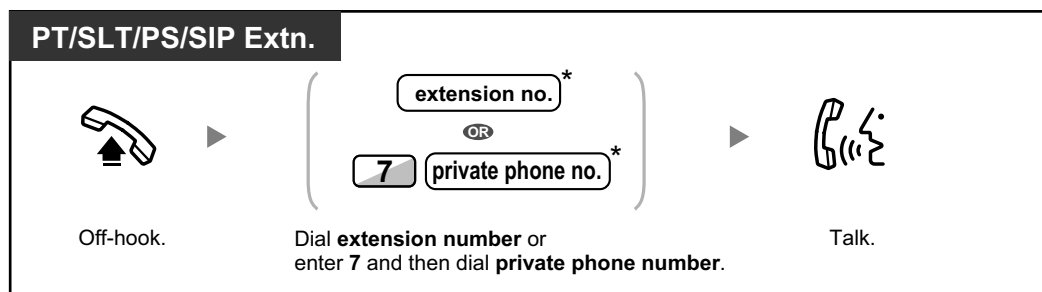 PT/SLT/PS/SIP Extn.
extension no.*
OR
7 private phone no.*
Off-hook.
Dial extension number or
enter 7 and then dial private phone number.
Talk.